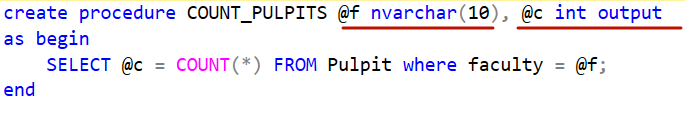 create procedure COUNT_PULPITS @f nvarchar(10), @c int output
as begin
    SELECT @c = COUNT(*) FROM Pulpit where faculty = @f;
end